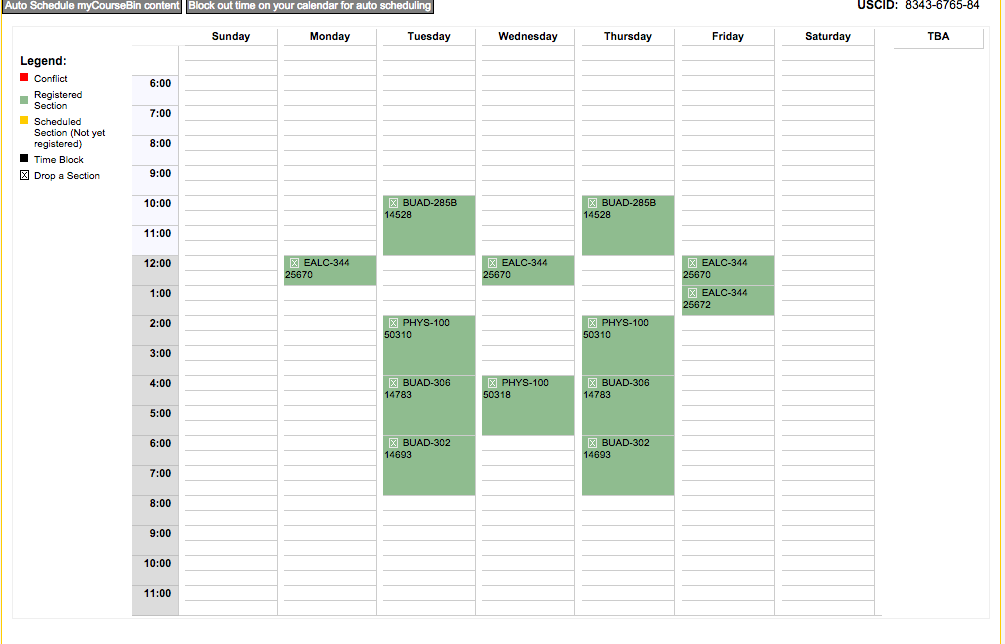 Auto Schedule myCourseBin content Block out time on your calendar for auto scheduling USCID: 8343-6765-84
Sunday Monday Tuesday Wednesday Thursday Friday Saturday TBA
Legend:
Conflict
Registered
Section
Scheduled
Section (Not yet
registered)
Time Block
Drop a Section
6:00
7:00
8:00
9:00
10:00 BUAD-285B BUAD-285B
14528 14528
11:00
12:00 EALC-344 EALC-344 EALC-344
25670 25670 25670
1:00 EALC-344
25672
2:00 PHYS-100 PHYS-100
50310 50310
3:00
4:00 BUAD-306 PHYS-100 BUAD-306
14783 50318 14783
5:00
6:00 BUAD-302 BUAD-302
14693 14693
7:00
8:00
9:00
10:00
11:00